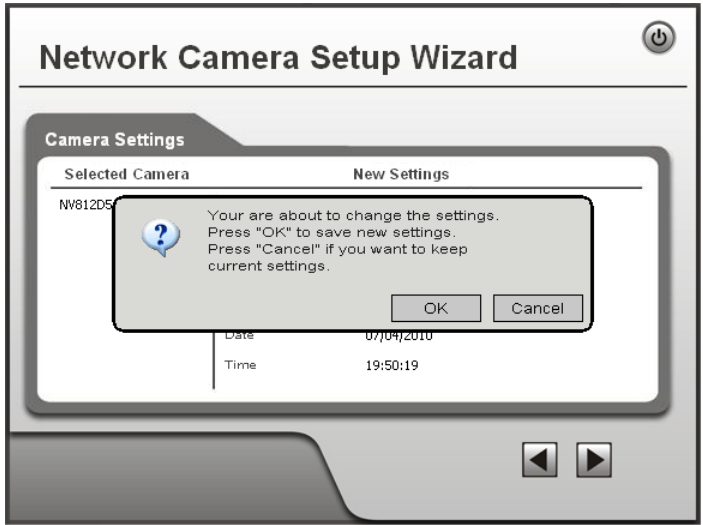 Network Camera Setup Wizard
Camera Settings
Selected Camera New Settings
NV812D5
Your are about to change the settings.
Press "OK" to save new settings.
Press "Cancel" if you want to keep
current settings.
OK Cancel
Date 07/04/2010
Time 19:50:19